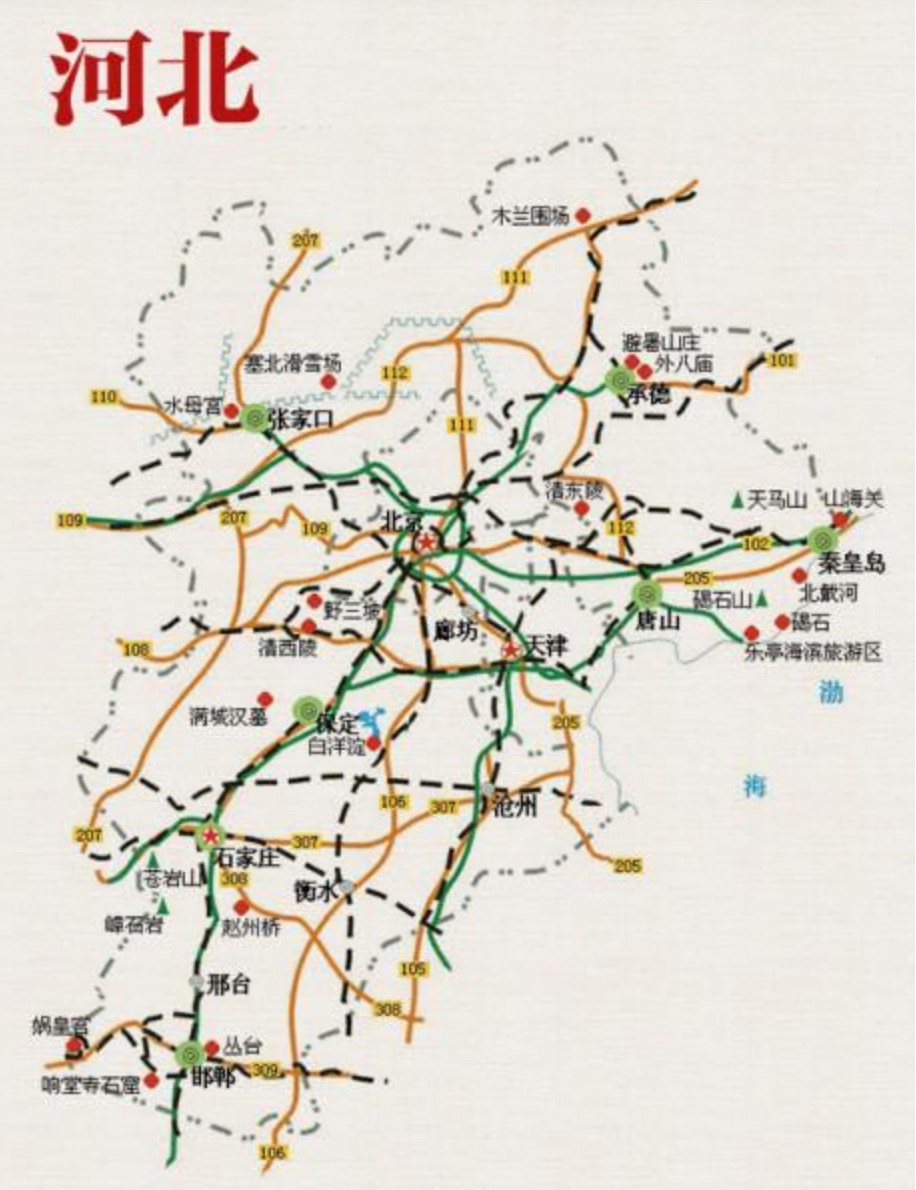 河北
木兰围场
207
111
避暑山庄
外八庙
101
塞北滑雪场
112
承德
110
水母宫
张家口
111
清东陵
天马山
山海关
109
207
109
北京
112
102
秦皇岛
205
北戴河
碣石山
野三坡
廊坊
唐山
碣石
108
清西陵
天津
乐亭海滨旅游区
渤
满城汉墓
保定
205
白洋淀
海
106
307
沧州
207
307
石家庄
205
苍岩山
308
衡水
嶂石岩
赵州桥
105
邢台
308
娲皇宫
丛台
309
邯郸
响堂寺石窟
106